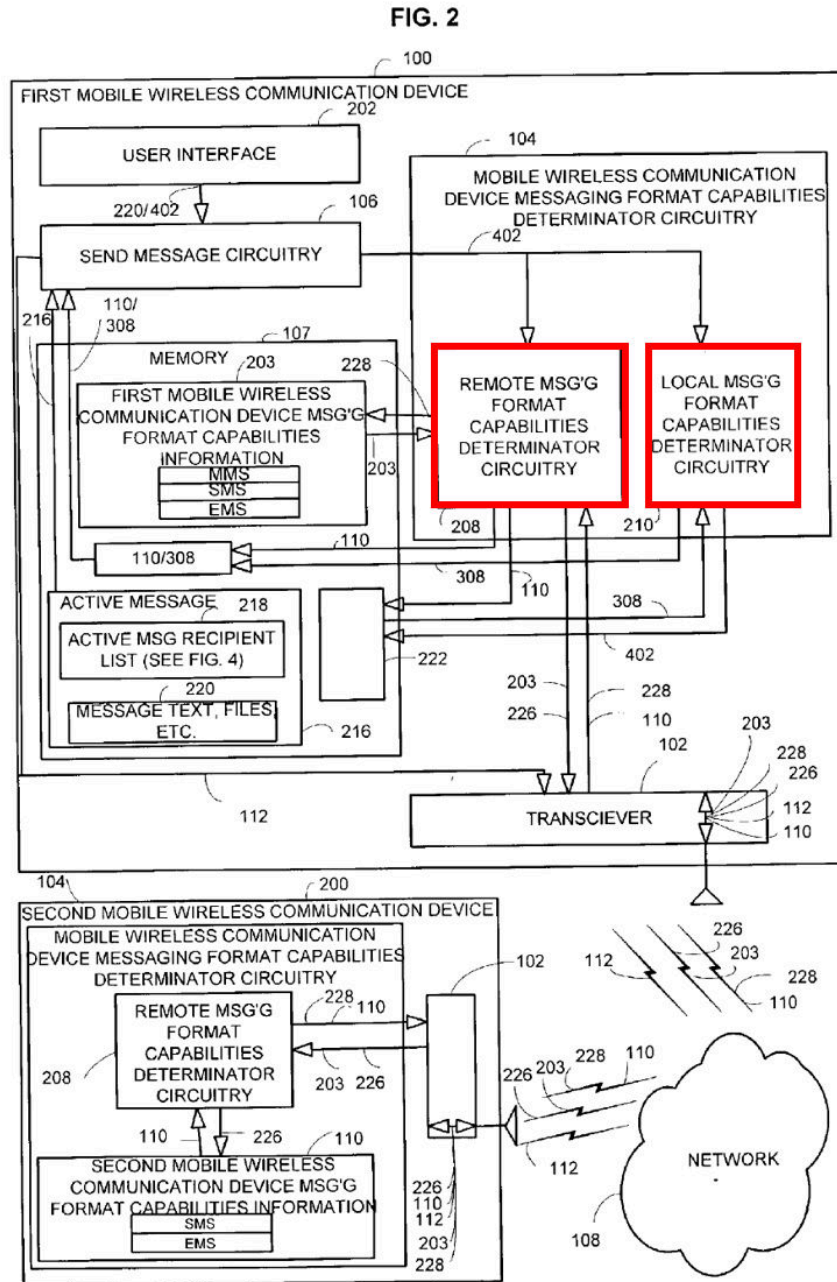 FIG. 2
100
FIRST MOBILE WIRELESS COMMUNICATION DEVICE
202
USER INTERFACE
220/402
106
SEND MESSAGE CIRCUITRY
104
MOBILE WIRELESS COMMUNICATION
DEVICE MESSAGING FORMAT CAPABILITIES
DETERMINATOR CIRCUITRY
402
216
110/
308
107
MEMORY
203
FIRST MOBILE WIRELESS
COMMUNICATION DEVICE MSG'G
FORMAT CAPABILITIES
INFORMATION
MMS
SMS
EMS
228
203
REMOTE MSG'G
FORMAT
CAPABILITIES
DETERMINATOR
CIRCUITRY
208
LOCAL MSG'G
FORMAT
CAPABILITIES
DETERMINATOR
CIRCUITRY
210
110/308
110
308
110
308
402
222
ACTIVE MESSAGE
218
ACTIVE MSG RECIPIENT
LIST (SEE FIG. 4)
220
MESSAGE TEXT, FILES,
ETC.
216
203
226
228
110
112
102
TRANSCIEVER
203
228
226
112
110
104
200
SECOND MOBILE WIRELESS COMMUNICATION DEVICE
MOBILE WIRELESS COMMUNICATION
DEVICE MESSAGING FORMAT CAPABILITIES
DETERMINATOR CIRCUITRY
REMOTE MSG'G
FORMAT
CAPABILITIES
DETERMINATOR
CIRCUITRY
208
228
110
203
226
102
110
226
110
SECOND MOBILE WIRELESS
COMMUNICATION DEVICE MSG'G
FORMAT CAPABILITIES INFORMATION
SMS
EMS
226
110
112
203
228
112
226
203
228
110
226
203
228
110
112
NETWORK
108